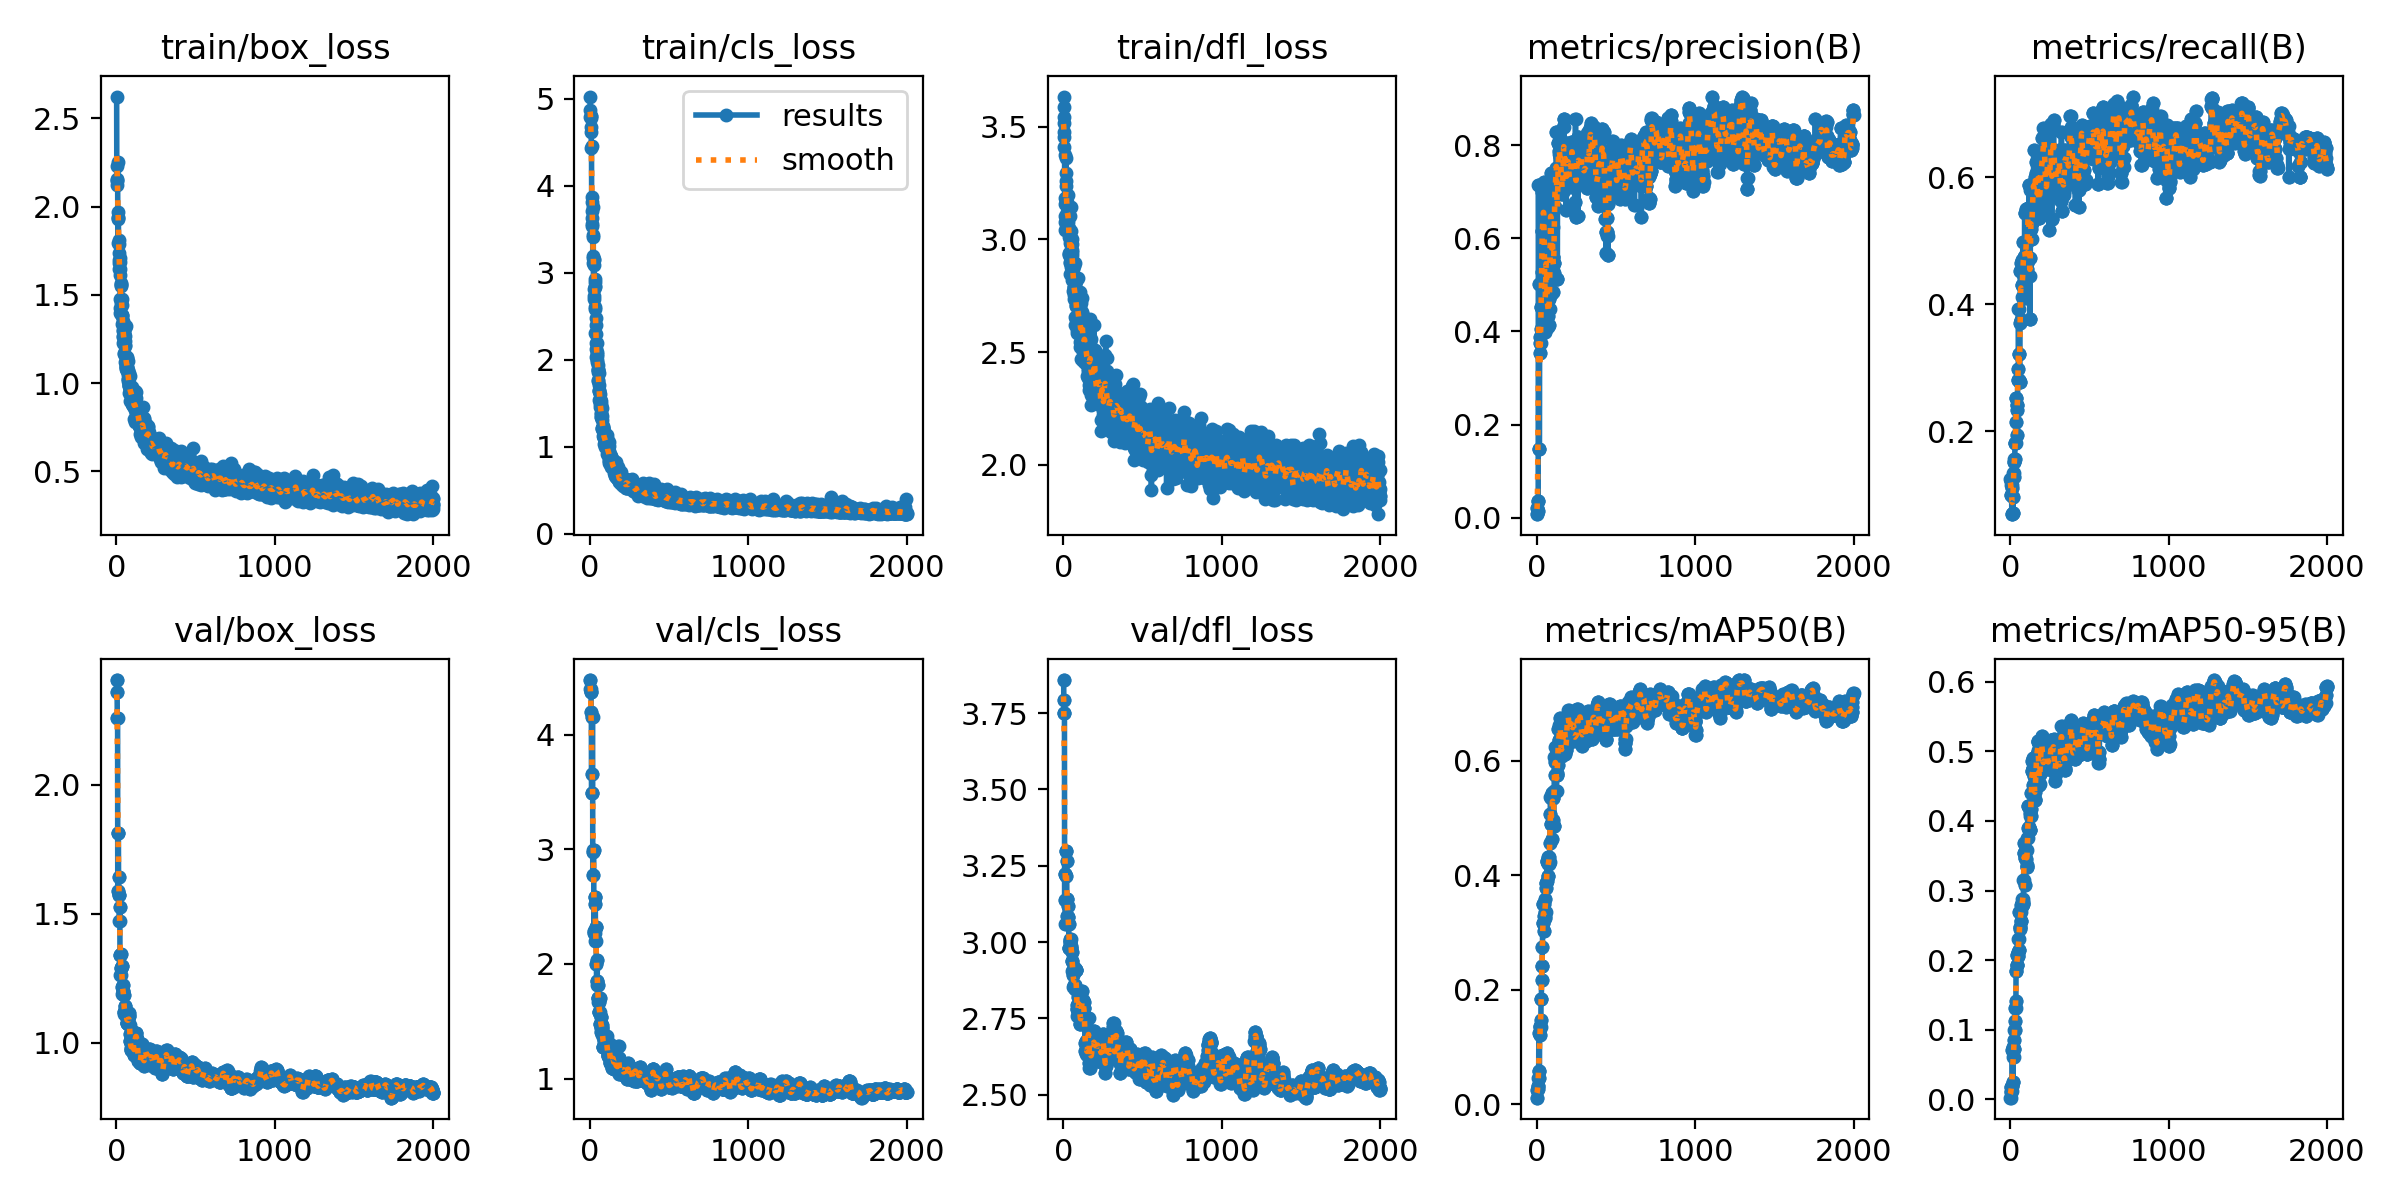 train/box_loss
2.5
2.0
1.5
1.0
0.5
0 1000 2000
train/cls_loss
results
smooth
5
4
3
2
1
0
0 1000 2000
train/dfl_loss
3.5
3.0
2.5
2.0
0 1000 2000
metrics/precision(B)
0.8
0.6
0.4
0.2
0.0
0 1000 2000
metrics/recall(B)
0.6
0.4
0.2
0 1000 2000
val/box_loss
2.0
1.5
1.0
0 1000 2000
val/cls_loss
4
3
2
1
0 1000 2000
val/dfl_loss
3.75
3.50
3.25
3.00
2.75
2.50
0 1000 2000
metrics/mAP50(B)
0.6
0.4
0.2
0.0
0 1000 2000
metrics/mAP50-95(B)
0.6
0.5
0.4
0.3
0.2
0.1
0.0
0 1000 2000